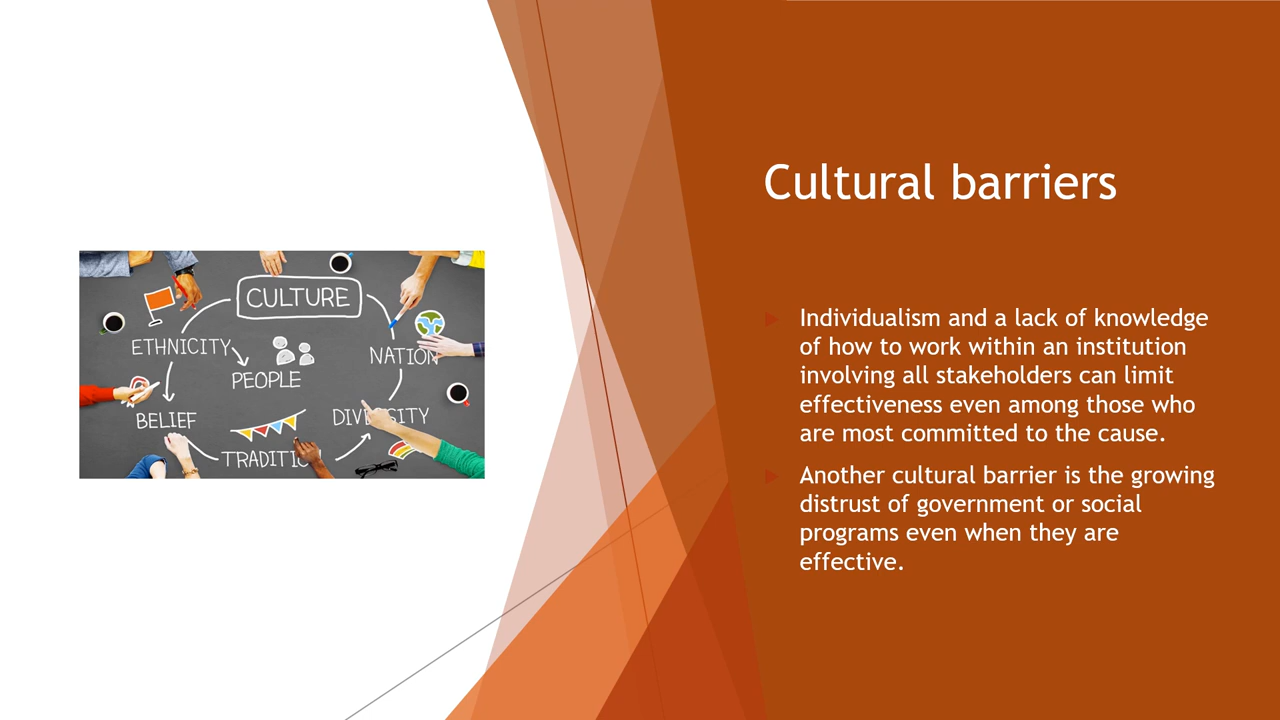 CULTURE
ETHNICITY
NATION
PEOPLE
BELIEF
DIVERSITY
TRADITION
Cultural barriers
Individualism and a lack of knowledge
of how to work within an institution
involving all stakeholders can limit
effectiveness even among those who
are most committed to the cause.
Another cultural barrier is the growing
distrust of government or social
programs even when they are
effective.